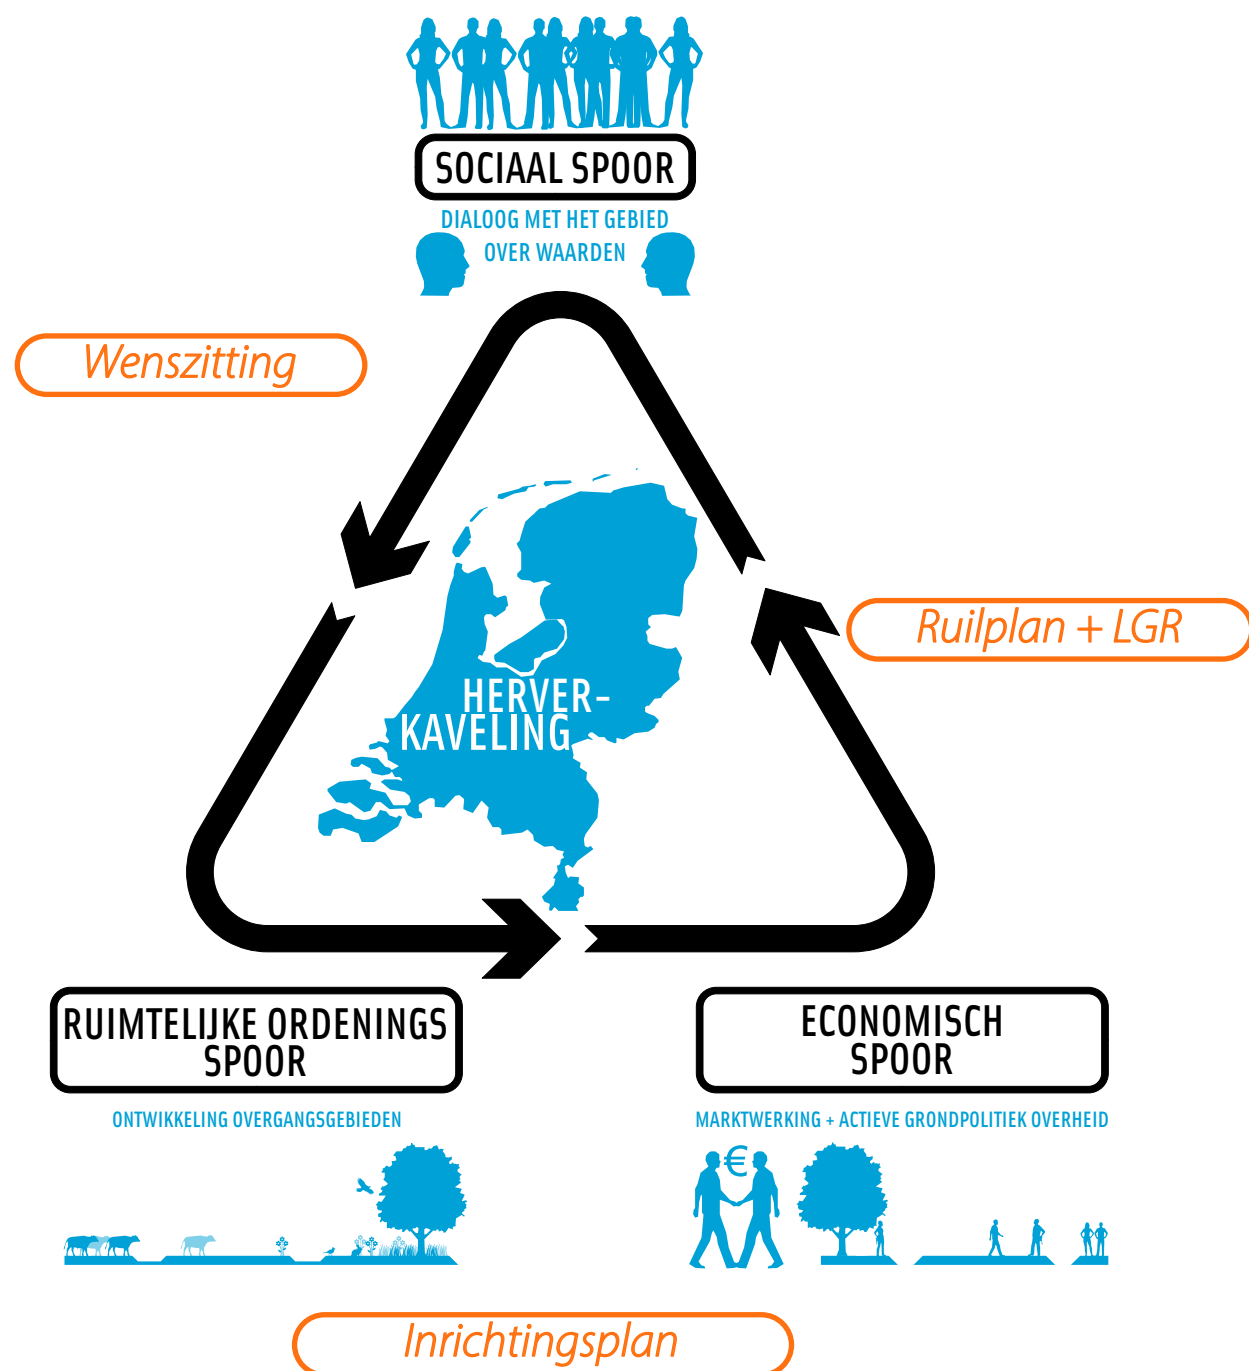 SOCIAAL SPOOR
DIALOOG MET HET GEBIED
OVER WAARDEN
Wenszitting
Ruilplan + LGR
HERVER-
KAVELING
RUIMTELIJKE ORDENINGS
SPOOR
ONTWIKKELING OVERGANGSGEBIEDEN
ECONOMISCH
SPOOR
MARKTWERKING + ACTIEVE GRONDPOLITIEK OVERHEID
€
Inrichtingsplan